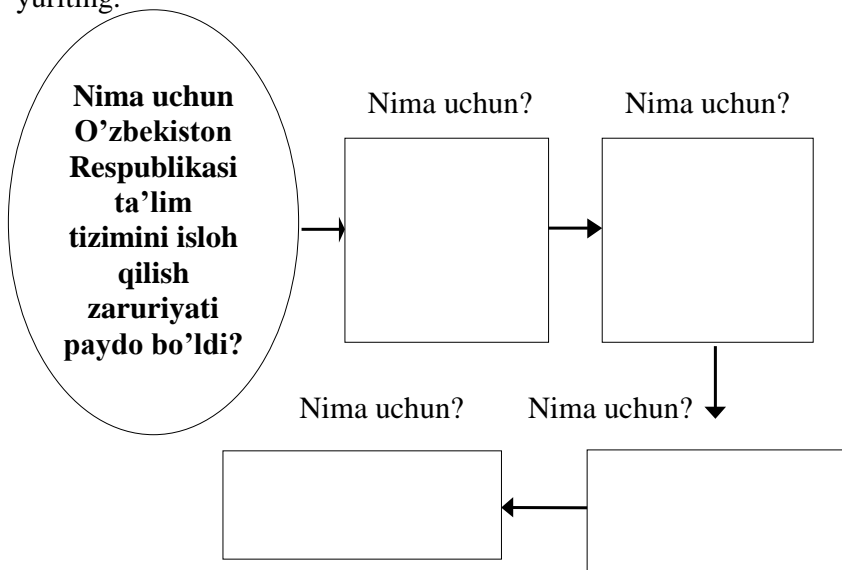 yuriting.
Nima uchun
O’zbekiston
Respublikasi
ta’lim
tizimini isloh
qilish
zaruriyati
paydo bo’ldi?
Nima uchun?
Nima uchun?
Nima uchun?
Nima uchun?